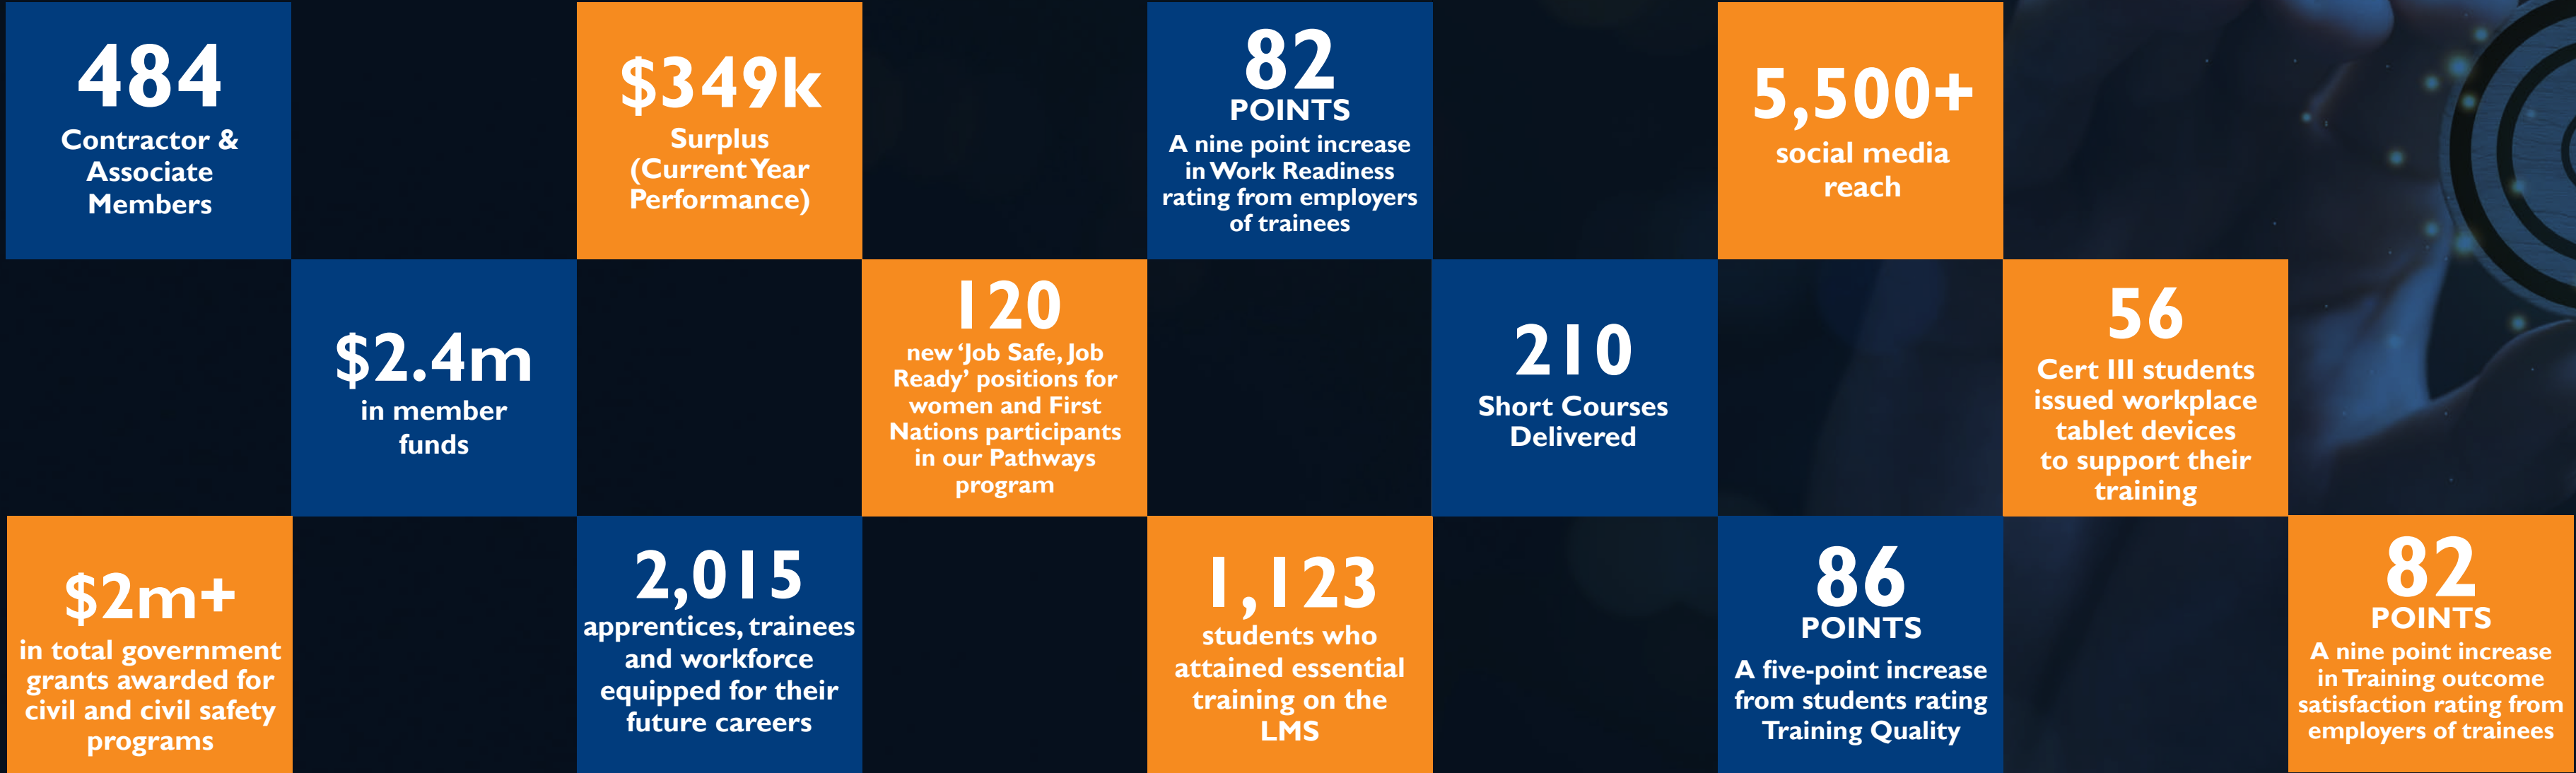 484
Contractor &
Associate
Members
$349k
Surplus
(Current Year
Performance)
82
POINTS
A nine point increase
in Work Readiness
rating from employers
of trainees
5,500+
social media
reach
$2.4m
in member
funds
120
new ‘Job Safe, Job
Ready’ positions for
women and First
Nations participants
in our Pathways
program
210
Short Courses
Delivered
56
Cert III students
issued workplace
tablet devices
to support their
training
$2m+
in total government
grants awarded for
civil and civil safety
programs
2,015
apprentices, trainees
and workforce
equipped for their
future careers
1,123
students who
attained essential
training on the
LMS
86
POINTS
A five-point increase
from students rating
Training Quality
82
POINTS
A nine point increase
in Training outcome
satisfaction rating from
employers of trainees